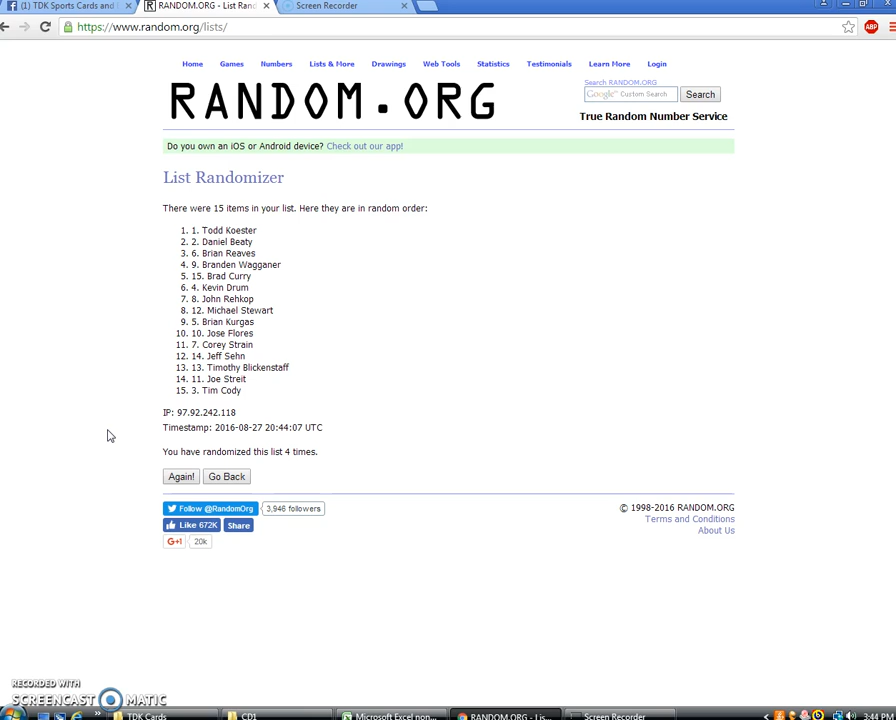 (1) TDK Sports Cards and
RANDOM.ORG - List Rand
Screen Recorder
https://www.random.org/lists/
ABP
Home Games Numbers Lists & More Drawings Web Tools Statistics Testimonials Learn More Login
RANDOM.ORG
Search RANDOM.ORG
Google™ Custom Search
Search
True Random Number Service
Do you own an iOS or Android device? Check out our app!
List Randomizer
There were 15 items in your list. Here they are in random order:
1. 1. Todd Koester
2. 2. Daniel Beaty
3. 6. Brian Reaves
4. 9. Branden Wagganer
5. 15. Brad Curry
6. 4. Kevin Drum
7. 8. John Rehkop
8. 12. Michael Stewart
9. 5. Brian Kurgas
10. 10. Jose Flores
11. 7. Corey Strain
12. 14. Jeff Sehn
13. 13. Timothy Blickenstaff
14. 11. Joe Streit
15. 3. Tim Cody
IP: 97.92.242.118
Timestamp: 2016-08-27 20:44:07 UTC
You have randomized this list 4 times.
Again! Go Back
Follow @RandomOrg 3,946 followers
Like 672K Share
G+1 20k
© 1998-2016 RANDOM.ORG
Terms and Conditions
About Us
RECORDED WITH
SCREENCAST MATIC
TDK Cards
CD1
Microsoft Excel non...
RANDOM.ORG - Lis...
Screen Recorder
3:44 PM